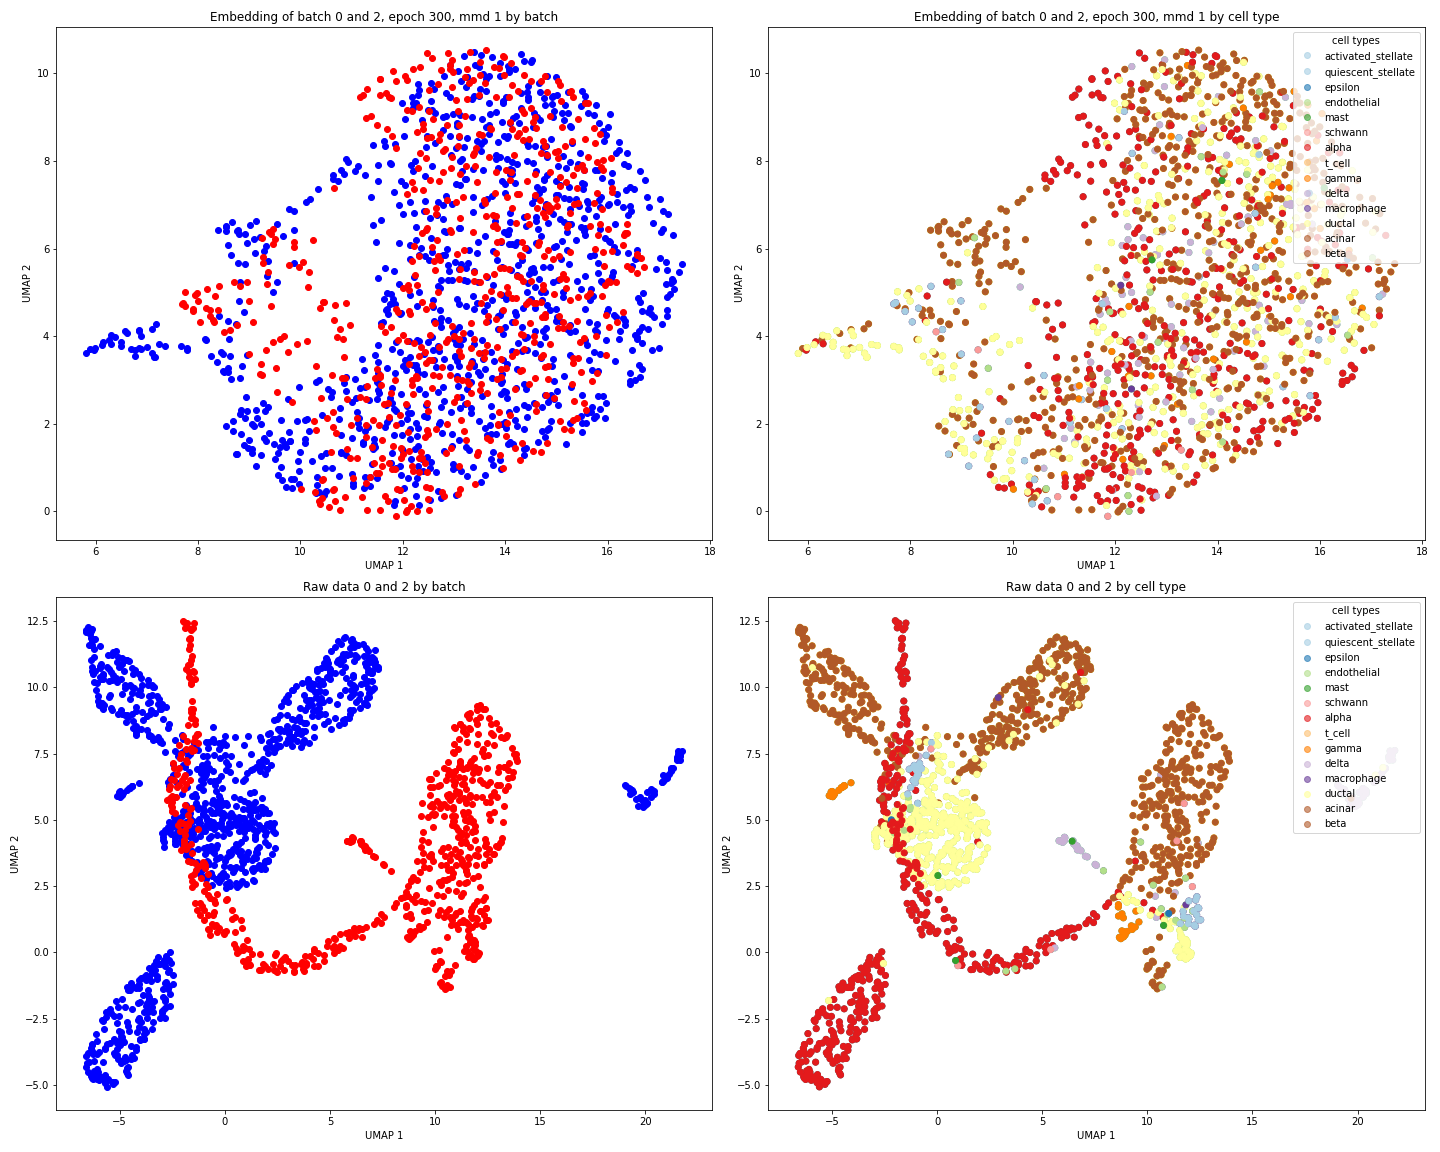 Embedding of batch 0 and 2, epoch 300, mmd 1 by batch
UMAP 2
10
8
6
4
2
0
6
8
10
12
14
16
18
UMAP 1
Embedding of batch 0 and 2, epoch 300, mmd 1 by cell type
cell types
activated_stellate
quiescent_stellate
epsilon
endothelial
mast
schwann
alpha
t_cell
gamma
delta
macrophage
ductal
acinar
beta
UMAP 2
10
8
6
4
2
0
6
8
10
12
14
16
18
UMAP 1
Raw data 0 and 2 by batch
UMAP 2
12.5
10.0
7.5
5.0
2.5
0.0
−2.5
−5.0
−5
0
5
10
15
20
UMAP 1
Raw data 0 and 2 by cell type
cell types
activated_stellate
quiescent_stellate
epsilon
endothelial
mast
schwann
alpha
t_cell
gamma
delta
macrophage
ductal
acinar
beta
UMAP 2
12.5
10.0
7.5
5.0
2.5
0.0
−2.5
−5.0
−5
0
5
10
15
20
UMAP 1